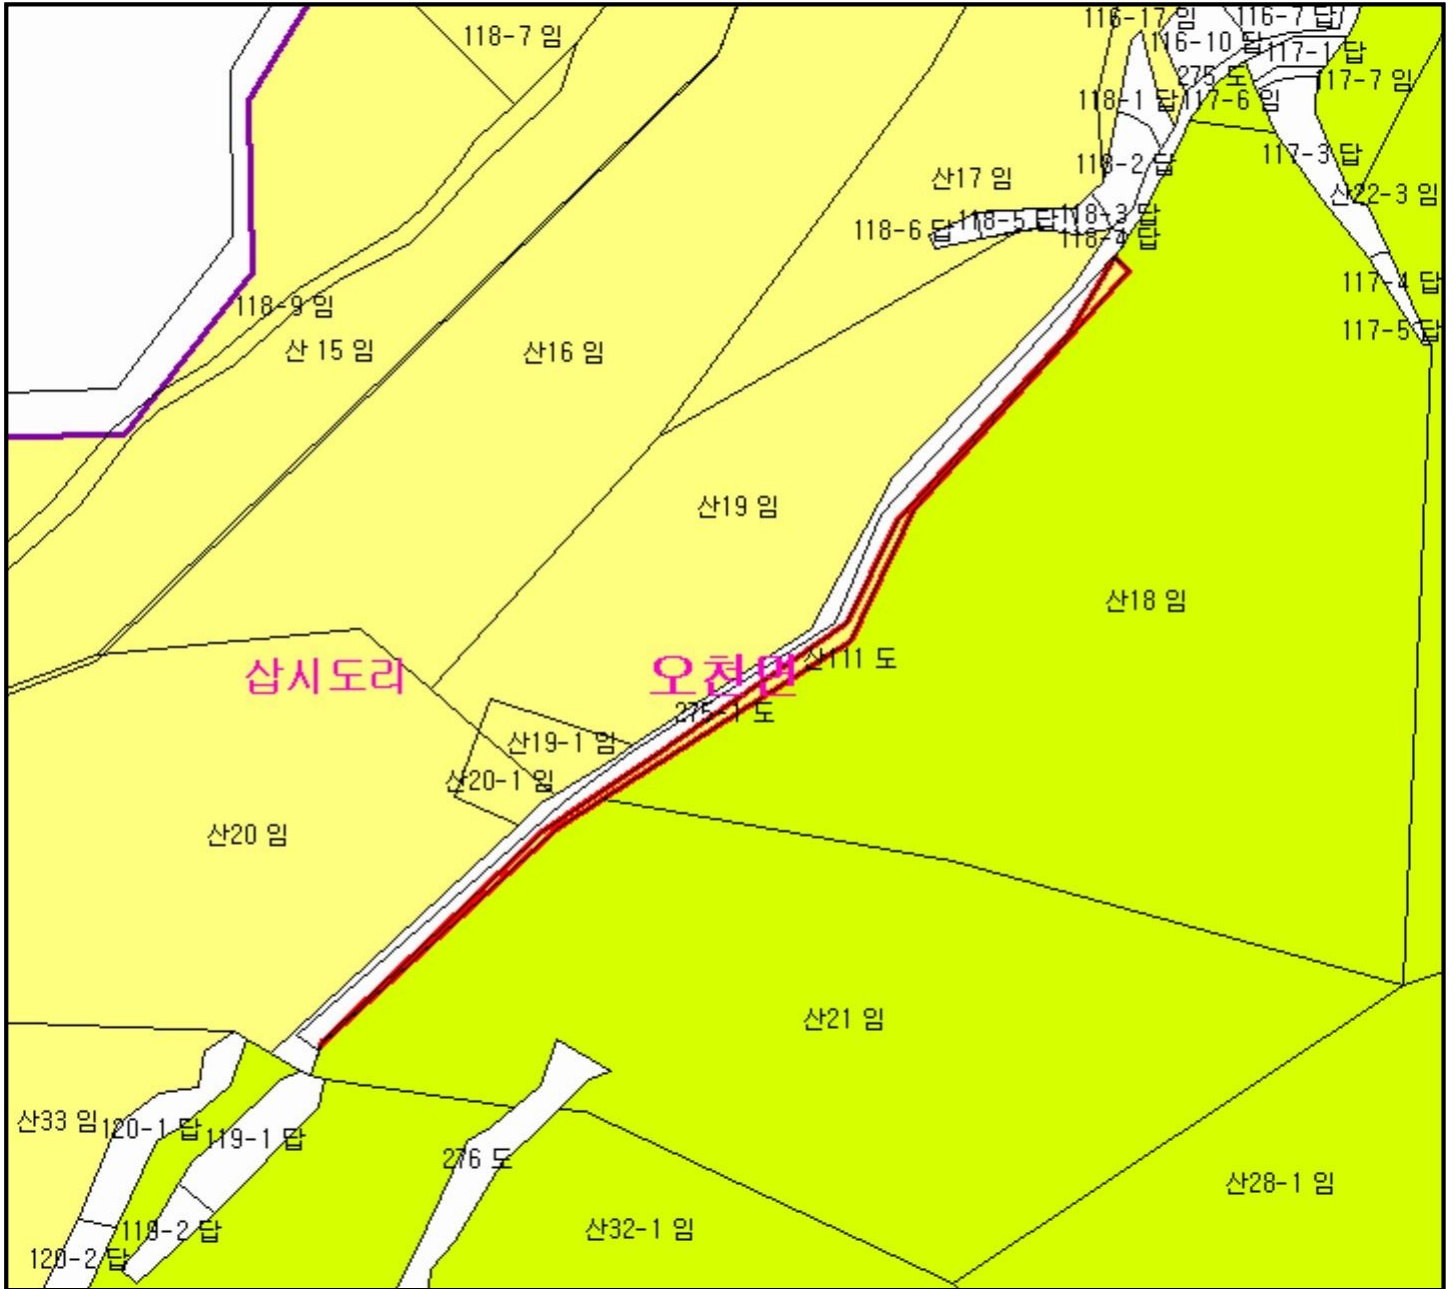 116-17 임
116-7 답
118-7 임
116-10 답
117-1 답
275 도
117-7 임
118-1 답
117-6 임
117-3 답
118-2 답
산17 임
산22-3 임
118-3 답
118-5 답
118-6 답
118-4 답
117-4 답
118-9 임
117-5 답
산 15 임
산16 임
산19 임
산18 임
삽시도리
오천면
산111 도
275-1 도
산19-1 임
산20-1 임
산20 임
산21 임
산33 임
120-1 답
119-1 답
276 도
산28-1 임
119-2 답
산32-1 임
120-2 답